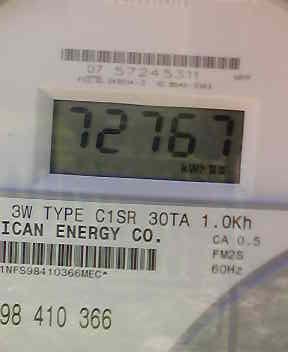 07 57245311
72767
kWh
3W TYPE C1SR 30TA 1.0Kh
ICAN ENERGY CO.
CA 0.5
FM2S
60Hz
1NFS98410366MEC*
98 410 366